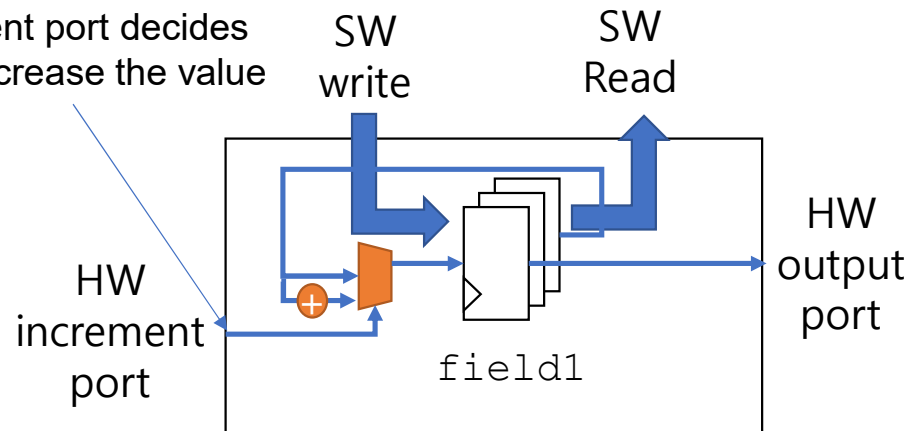 ent port decides
crease the value
SW
write
SW
Read
HW
increment
port
+
field1
HW
output
port